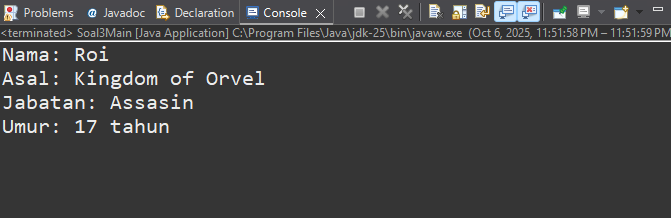 Problems Javadoc Declaration Console
<terminated> Soal3Main [Java Application] C:\Program Files\Java\jdk-25\bin\javaw.exe (Oct 6, 2025, 11:51:58 PM – 11:51:59 PM
Nama: Roi
Asal: Kingdom of Orvel
Jabatan: Assasin
Umur: 17 tahun